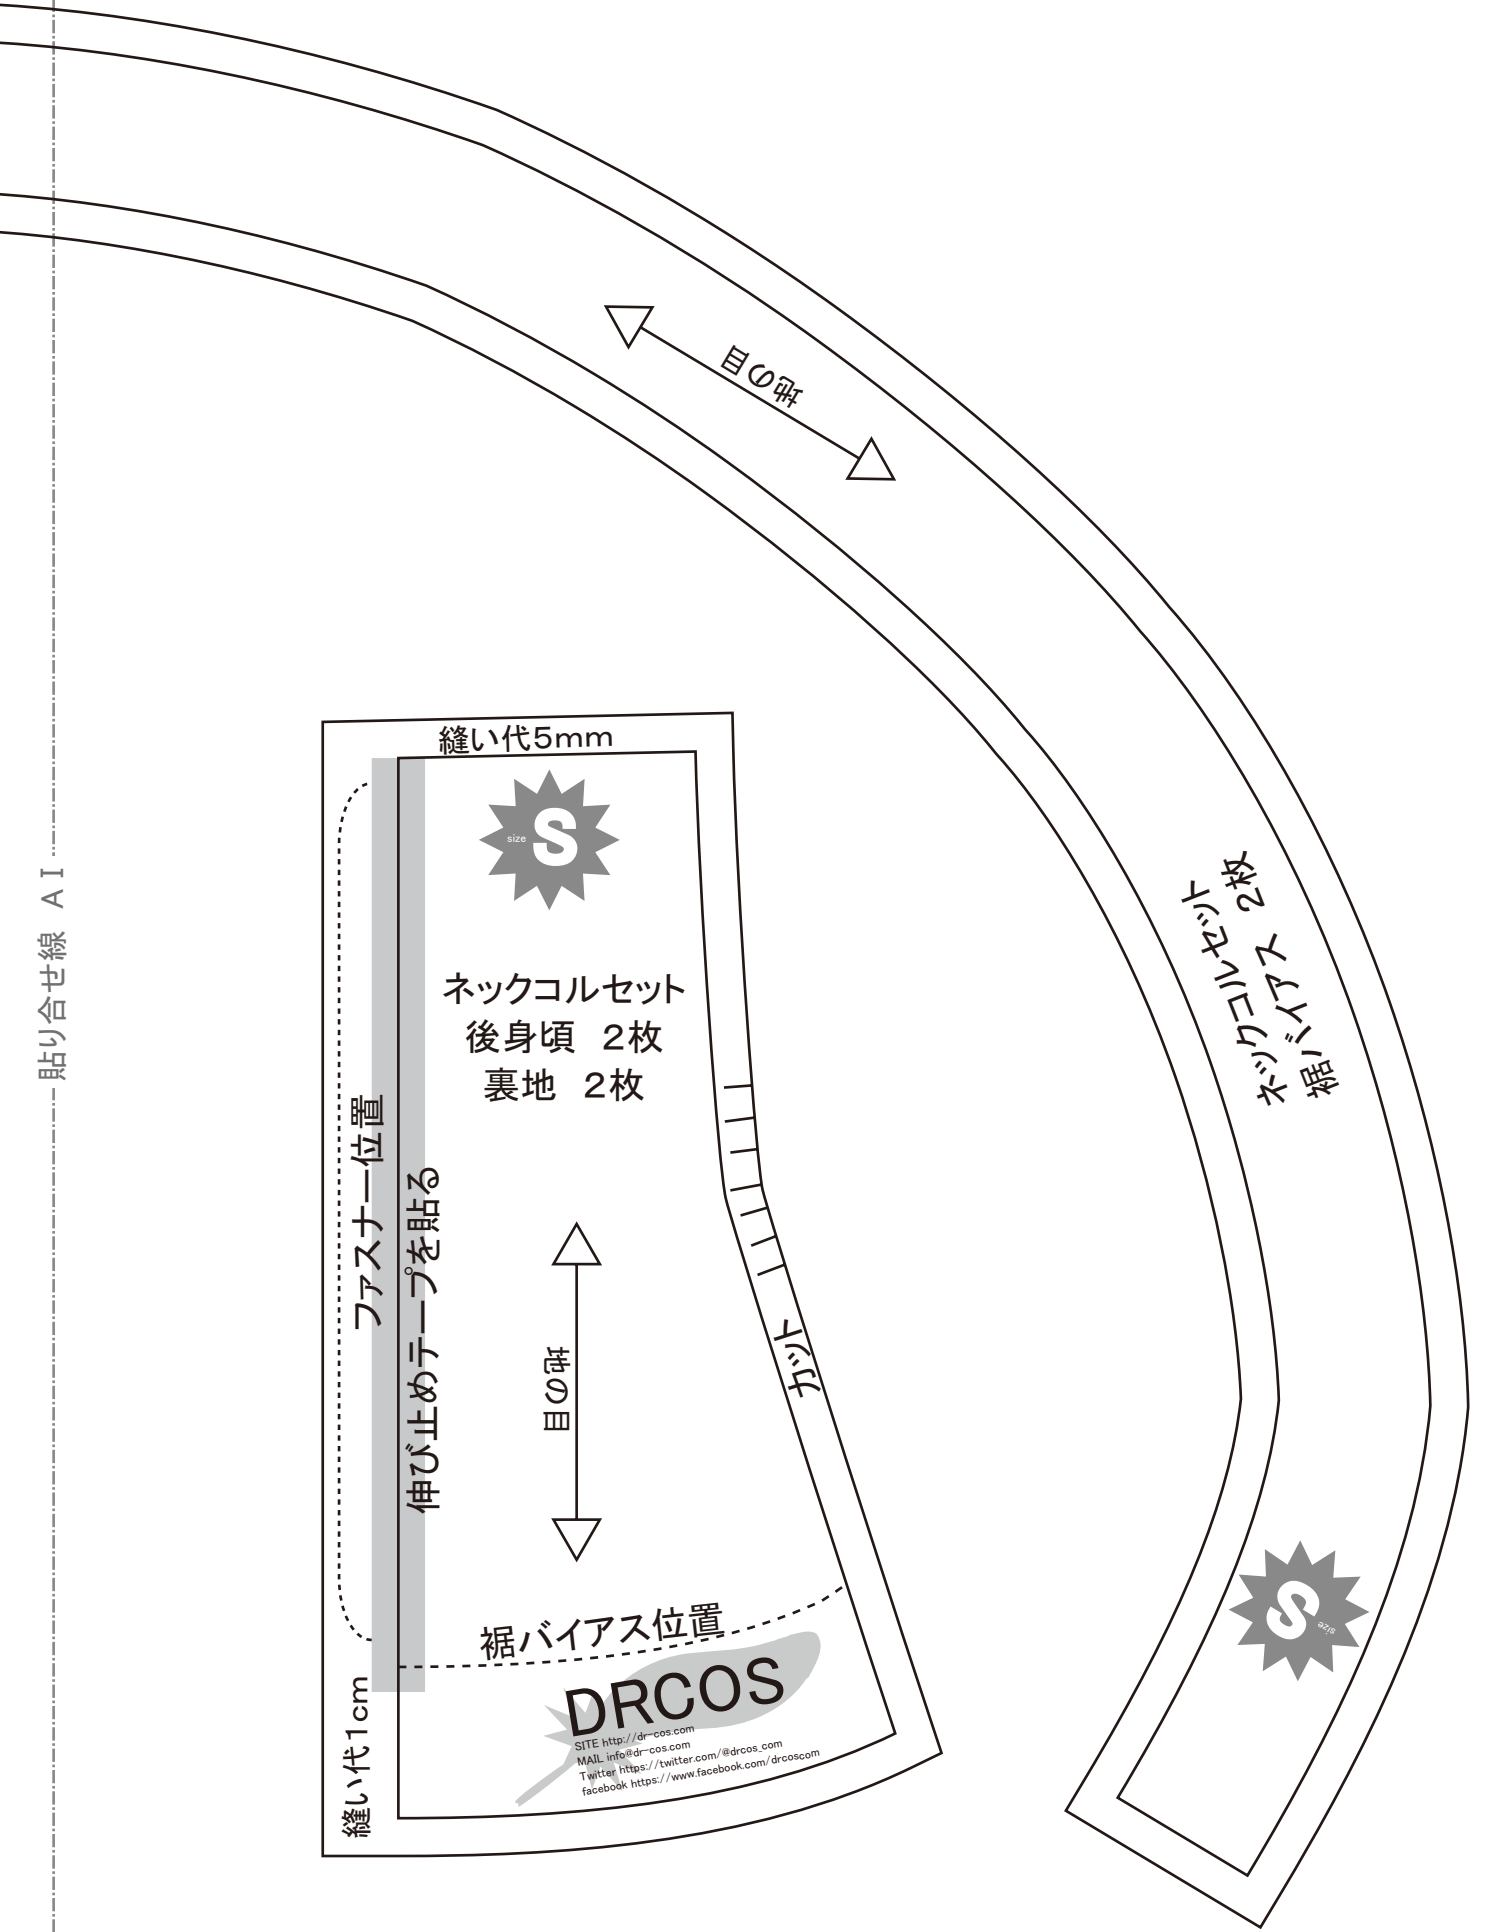 地の目
縫い代5mm
size S
ネックコルセット
後身頃 2枚
裏地 2枚
ファスナー位置
伸び止めテープを貼る
地の目
カット
裾バイアス位置
縫い代1cm
DRCOS
SITE http://dr-cos.com
MAIL info@dr-cos.com
Twitter https://twitter.com/@drcos_com
facebook https://www.facebook.com/drcoscom
貼り合せ線 AI
ネックコルセット
裾バイアス 2枚
size S